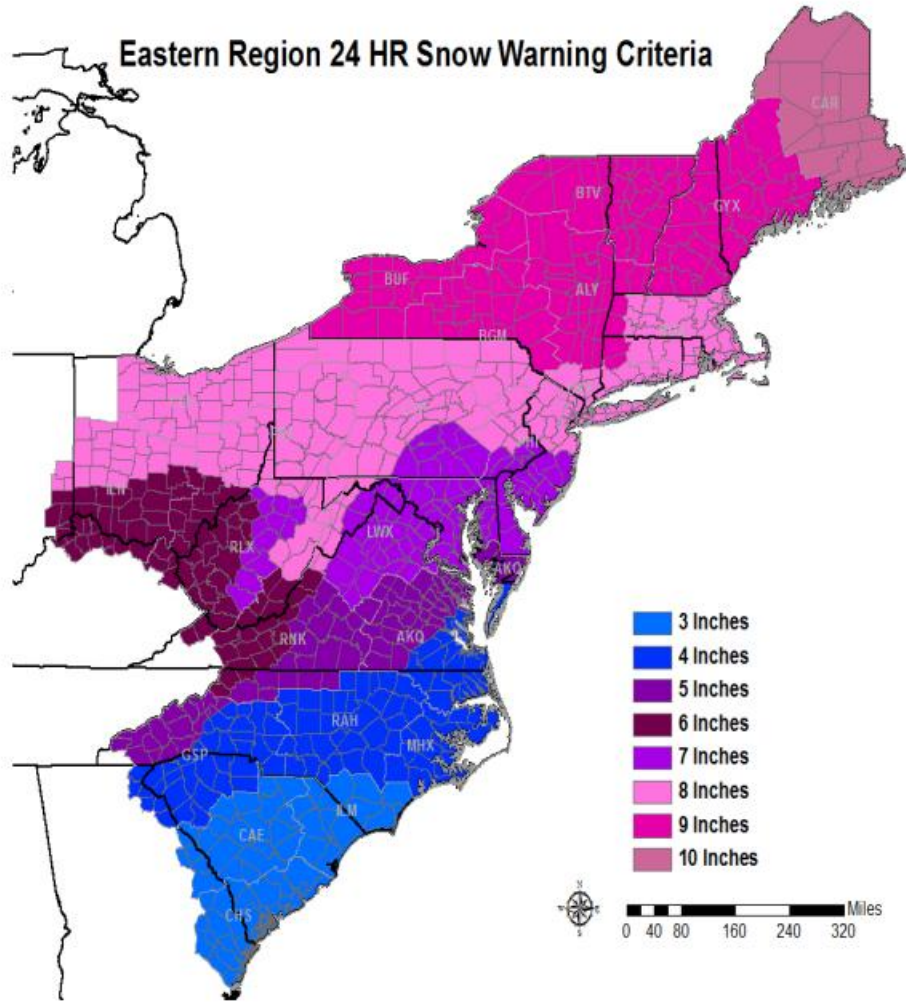 Eastern Region 24 HR Snow Warning Criteria
CAR
BTV
GYX
BUF
ALY
BGM
ILN
RLX
LWX
AKQ
RNK
AKQ
RAH
MHX
GSP
ILM
CAE
CHS
3 Inches
4 Inches
5 Inches
6 Inches
7 Inches
8 Inches
9 Inches
10 Inches
N
S
Miles
0 40 80 160 240 320